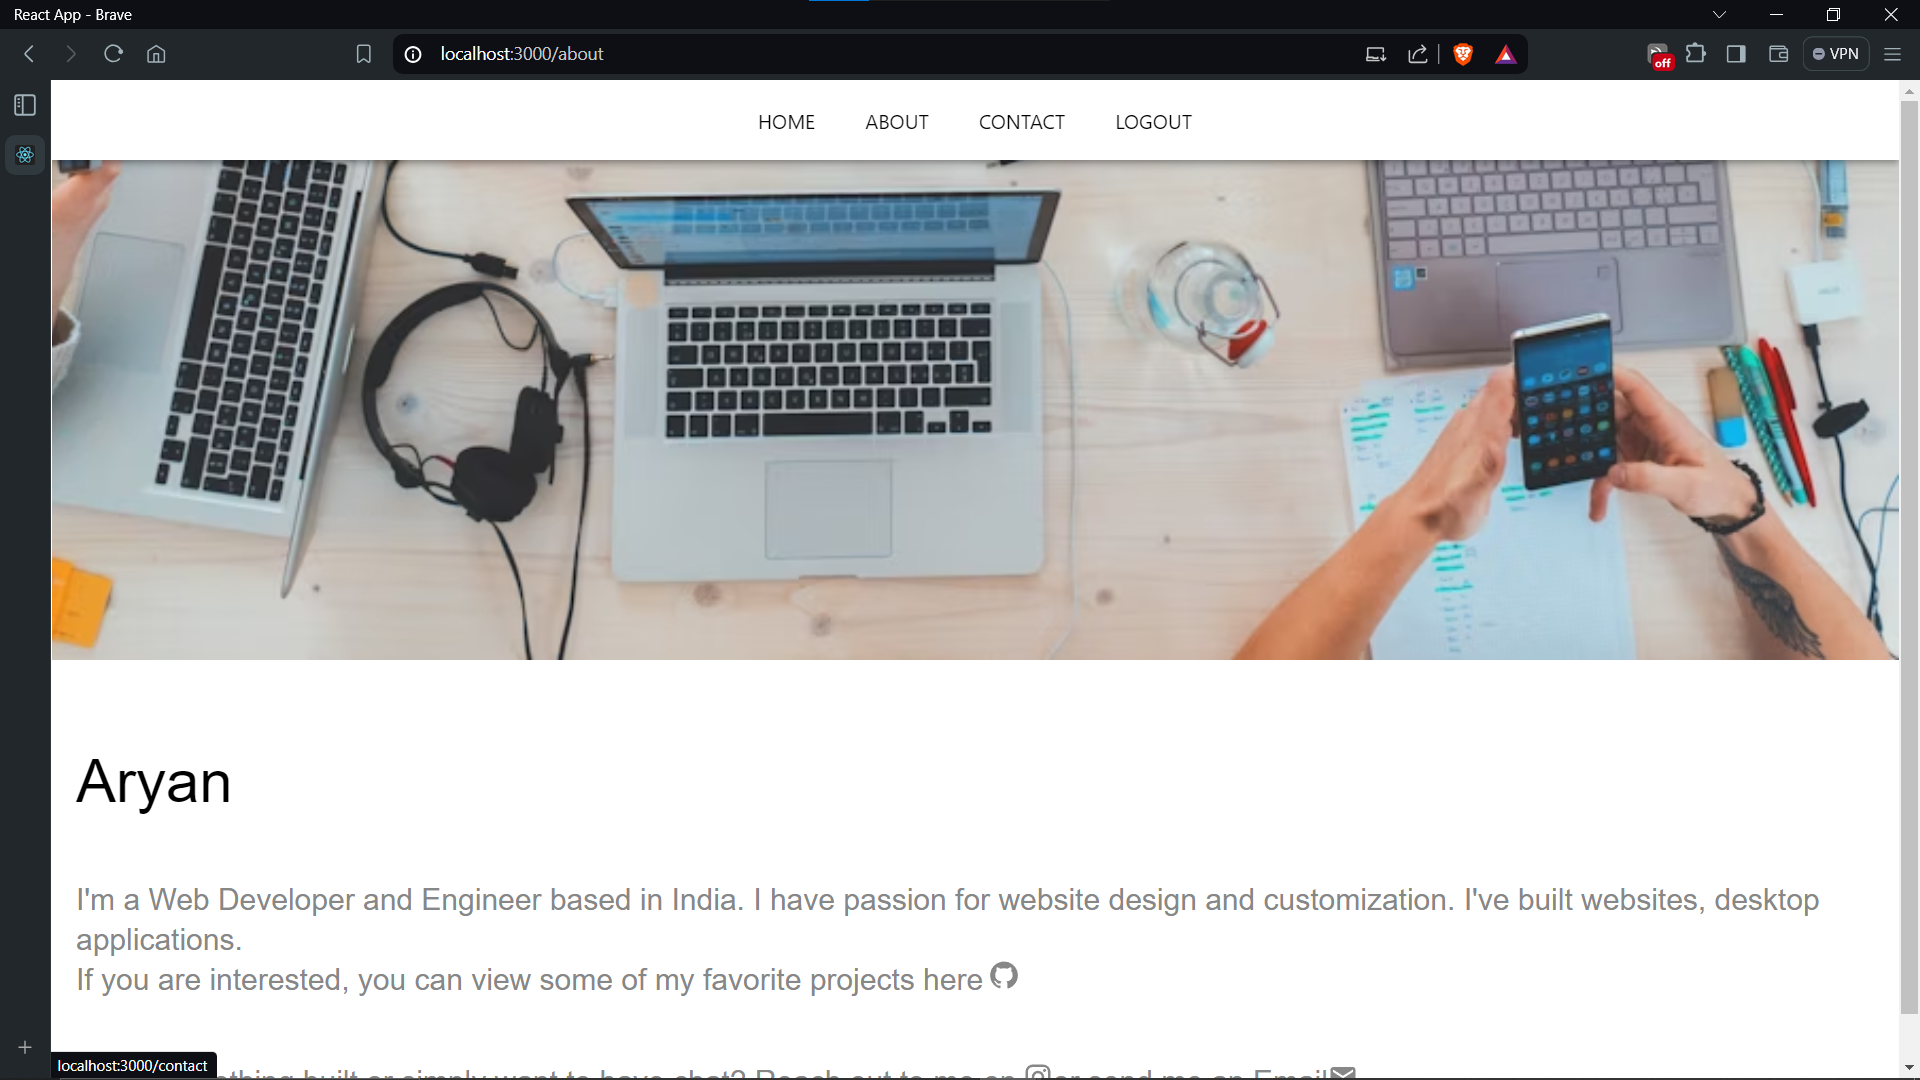 React App - Brave
localhost:3000/about
off
VPN
HOME ABOUT CONTACT LOGOUT
Aryan
I'm a Web Developer and Engineer based in India. I have passion for website design and customization. I've built websites, desktop
applications.
If you are interested, you can view some of my favorite projects here
built or simply want to have chat? Reach out to me on or send me an Email
localhost:3000/contact